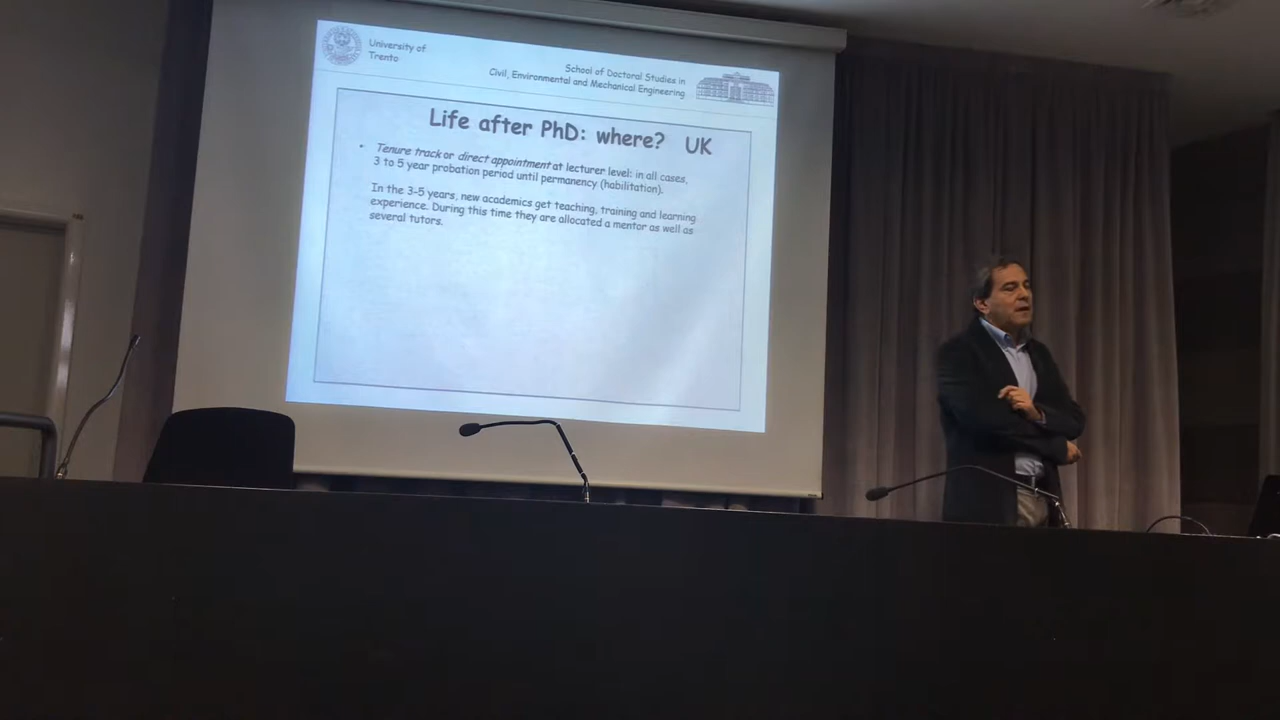 University of
Trento
School of Doctoral Studies in
Civil, Environmental and Mechanical Engineering
Life after PhD: where? UK
• Tenure track or direct appointment at lecturer level: in all cases,
3 to 5 year probation period until permanency (habilitation).
In the 3-5 years, new academics get teaching, training and learning
experience. During this time they are allocated a mentor as well as
several tutors.